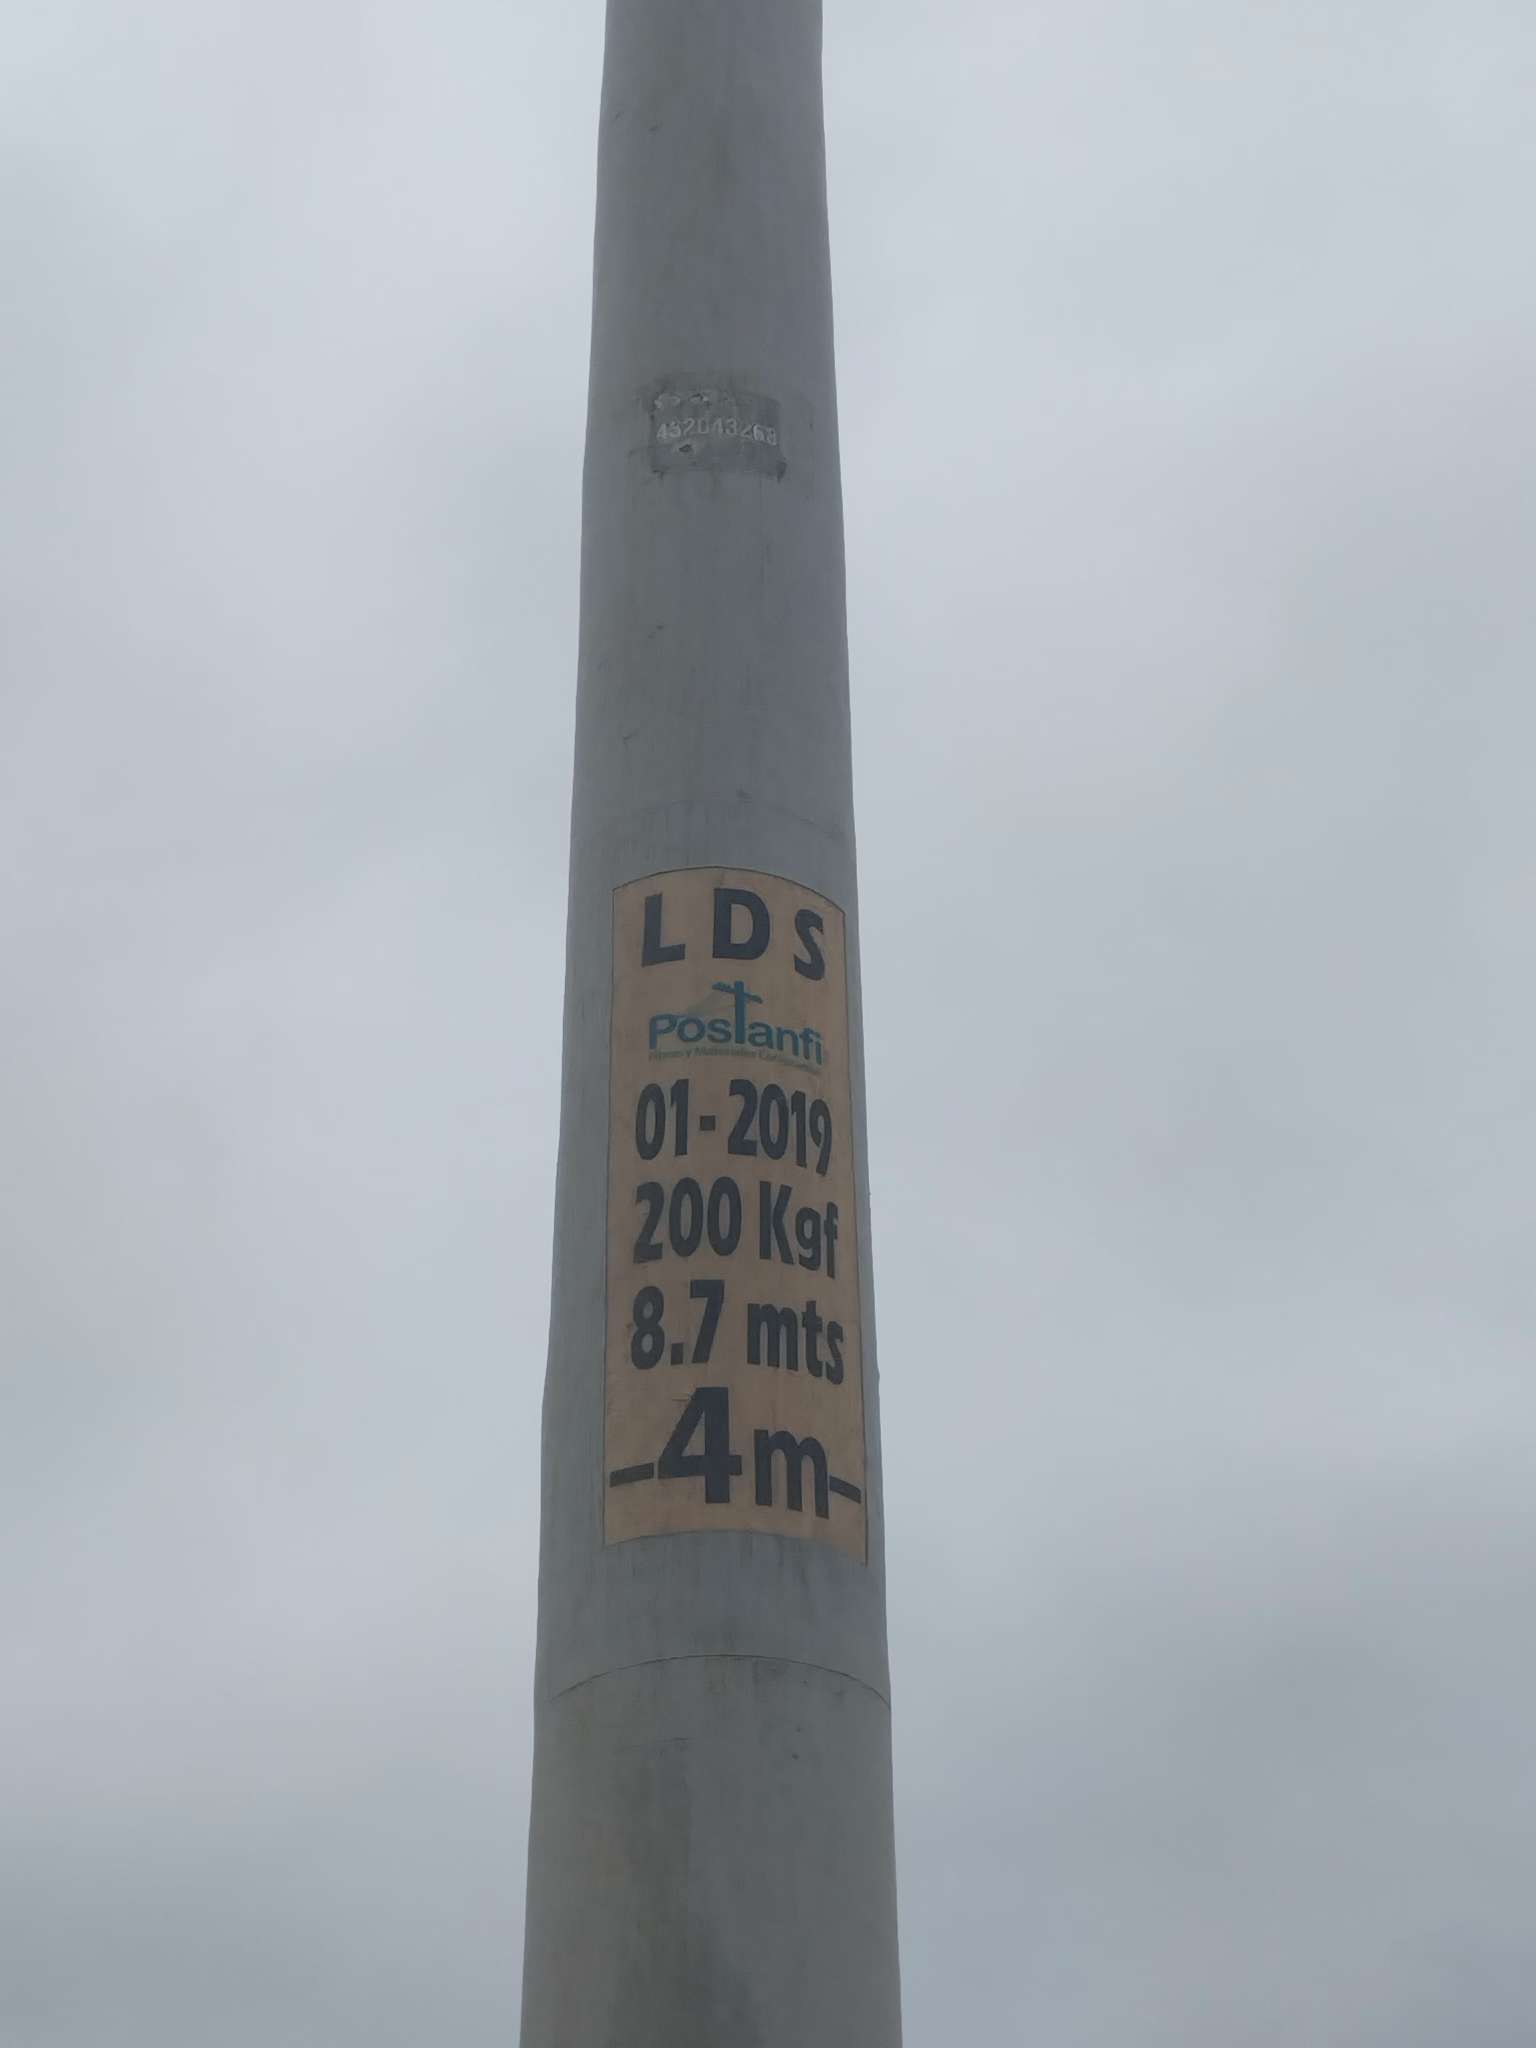 432043268
LDS
Postanfi
01-2019
200 Kgf
8.7 mts
-4m-